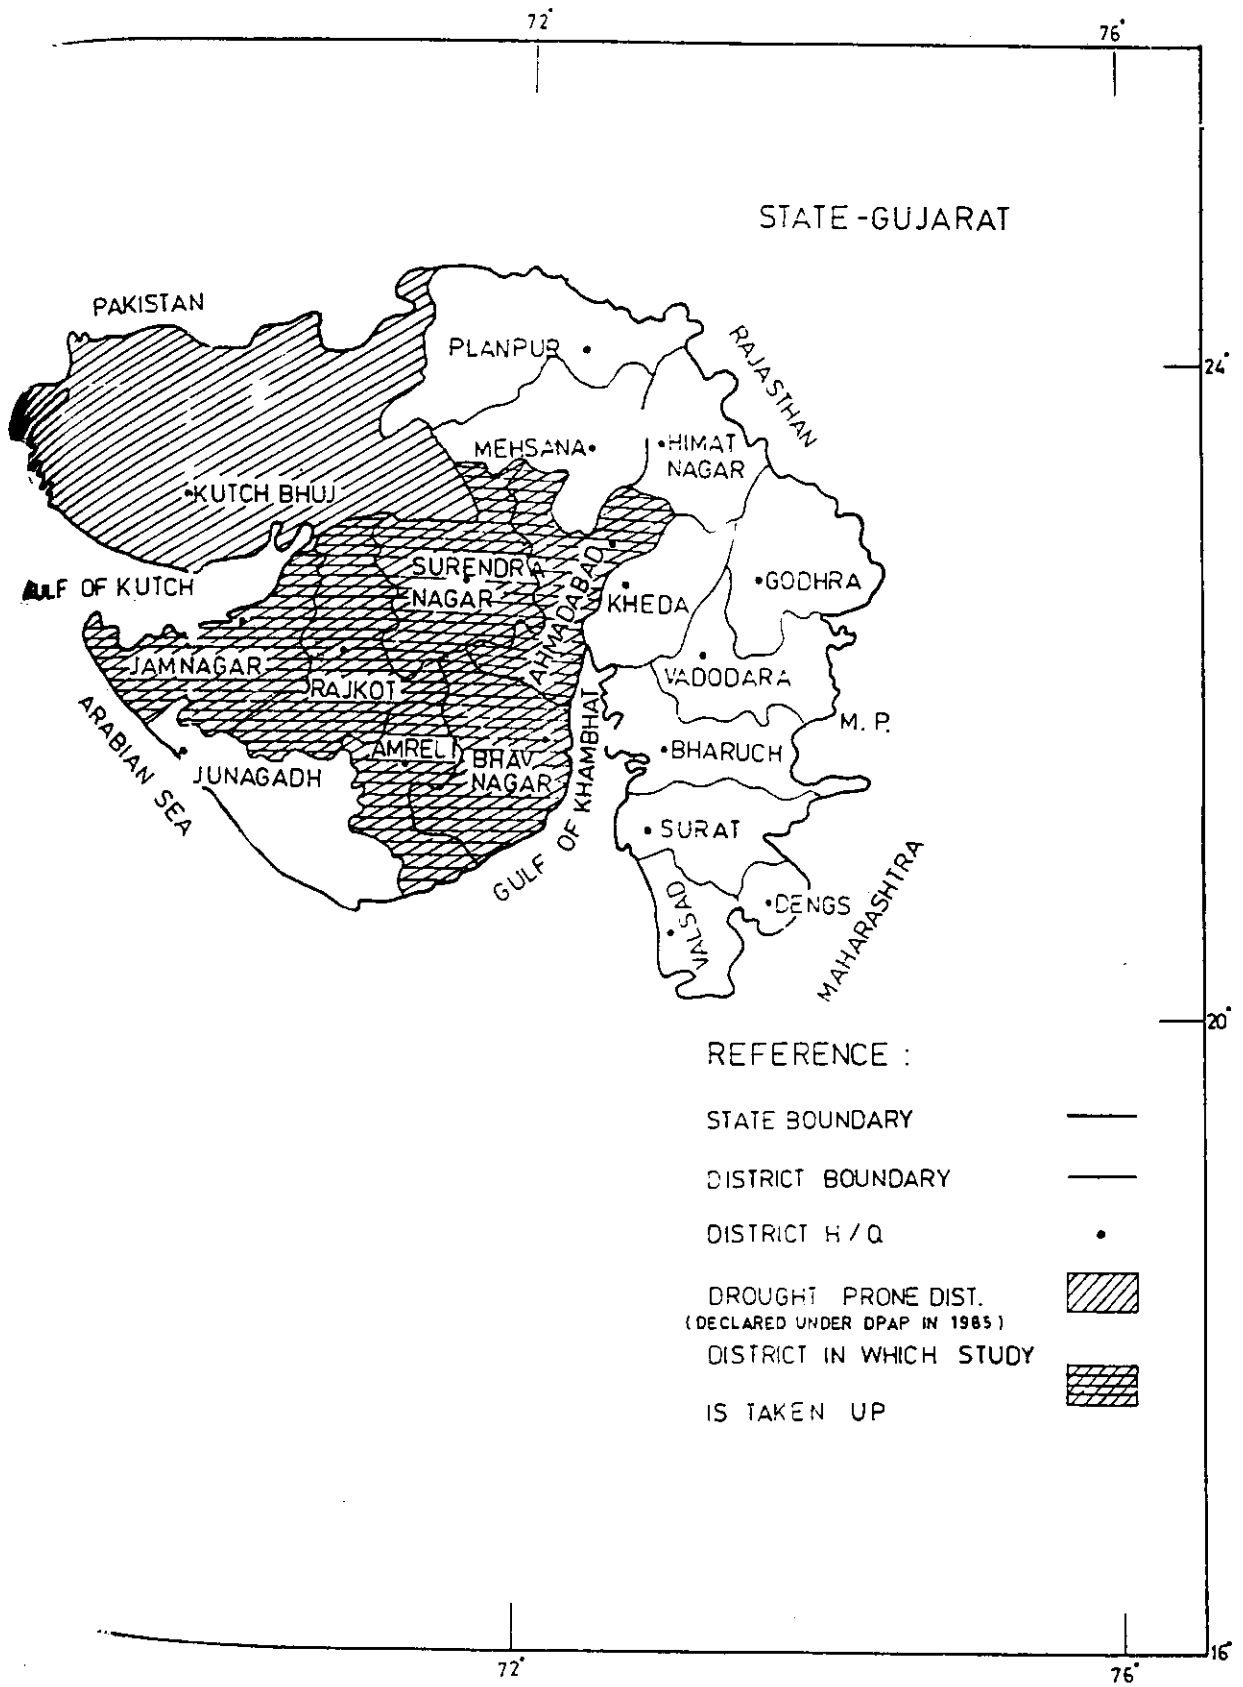 72°
76°
STATE-GUJARAT
PAKISTAN
PLANPUR
RAJASTHAN
24°
MEHSANA
HIMAT
NAGAR
KUTCH BHUJ
SURENDRA
NAGAR
AHMADABAD
GULF OF KUTCH
KHEDA
GODHRA
JAMNAGAR
RAJKOT
VADODARA
ARABIAN SEA
M. P.
AMRELI
BHAV
NAGAR
BHARUCH
JUNAGADH
GULF OF KHAMBHAT
SURAT
VALSAD
DENGS
MAHARASHTRA
20°
REFERENCE :
STATE BOUNDARY
DISTRICT BOUNDARY
DISTRICT H/Q
DROUGHT PRONE DIST.
(DECLARED UNDER DPAP IN 1985)
DISTRICT IN WHICH STUDY
IS TAKEN UP
16°
72°
76°